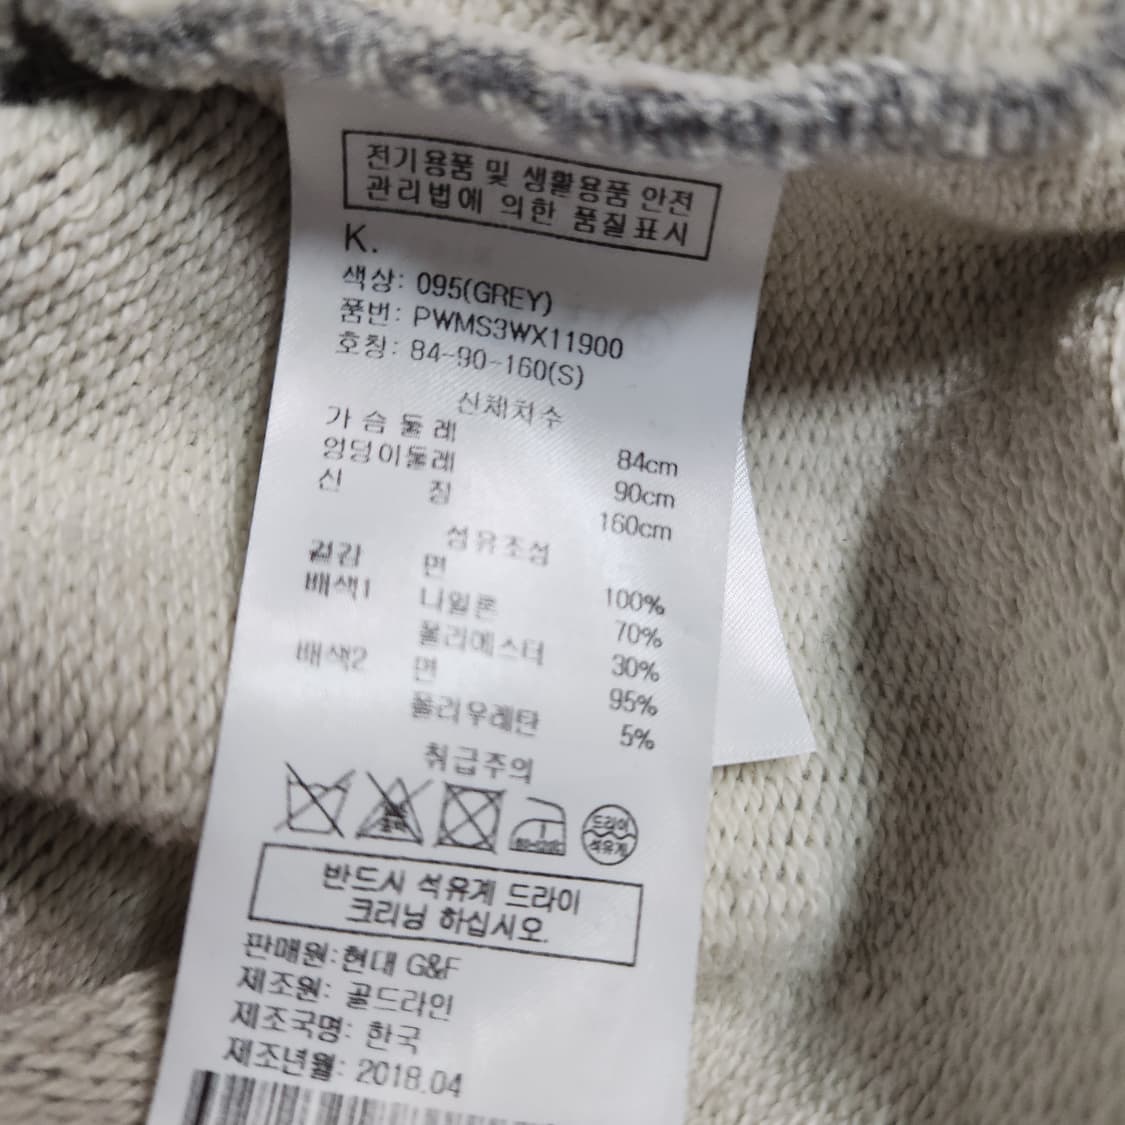 전기용품 및 생활용품 안전
관리법에 의한 품질표시
K.
색상: 095(GREY)
품번: PWMS3WX11900
호칭: 84-90-160(S)
신체치수
가 슴 둘 레 84cm
엉덩이둘레 90cm
신 장 160cm
섬유조성
겉감 면 100%
배색1 나일론 70%
폴리에스터 30%
배색2 면 95%
폴리우레탄 5%
취급주의
드라이
석유계
반드시 석유계 드라이
크리닝 하십시오.
판매원:현대 G&F
제조원: 골드라인
제조국명: 한국
제조년월: 2018.04